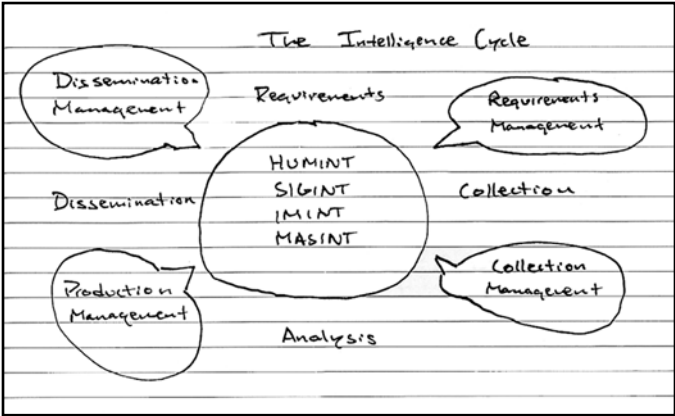 The Intelligence Cycle
Dissemination
Management
Requirements
Requirements
Management
HUMINT
SIGINT
IMINT
MASINT
Dissemination
Collection
Production
Management
Collection
Management
Analysis